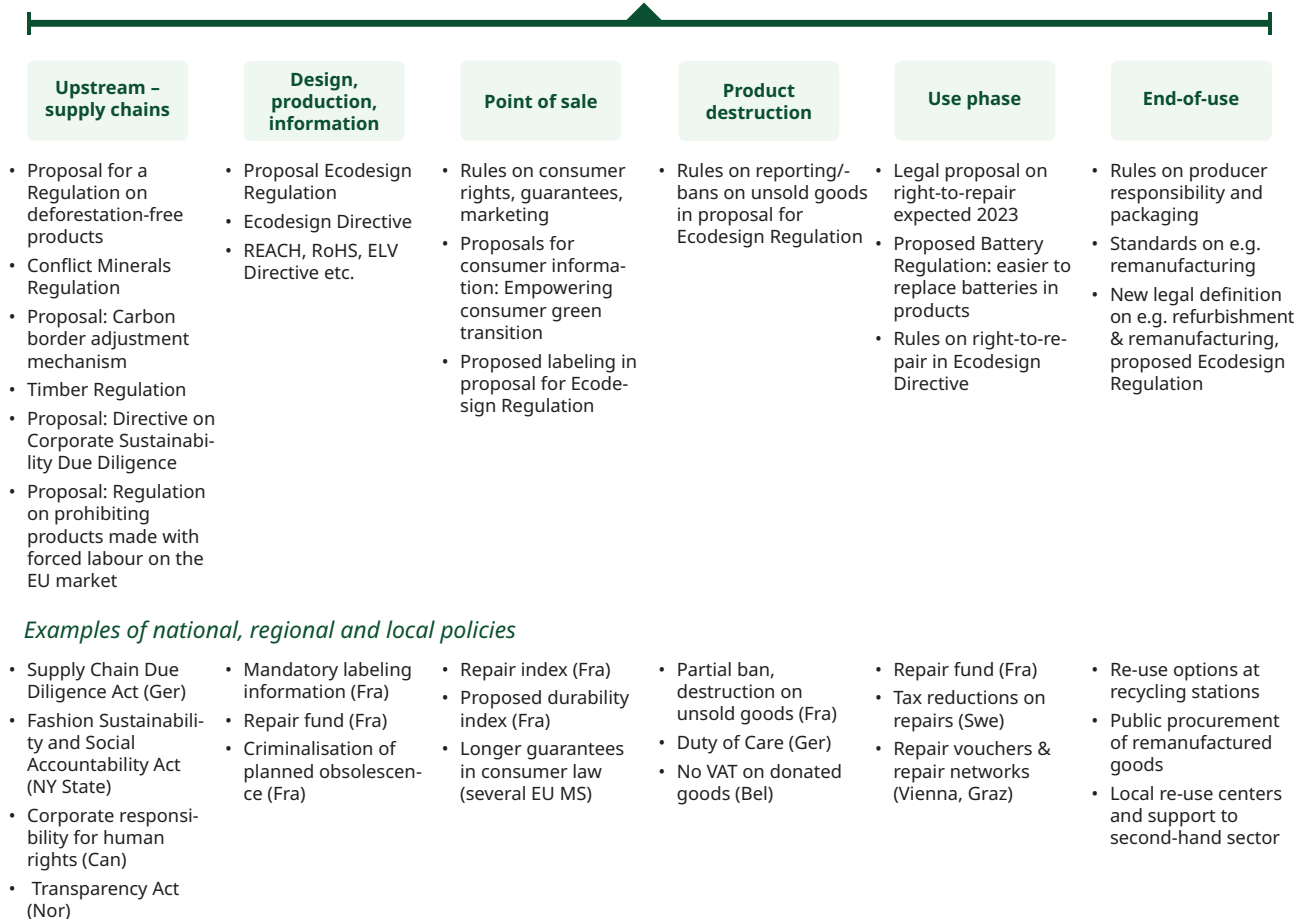 Upstream –
supply chains
Design,
production,
information
Point of sale
Product
destruction
Use phase
End-of-use
• Proposal for a
Regulation on
deforestation-free
products
• Conflict Minerals
Regulation
• Proposal: Carbon
border adjustment
mechanism
• Timber Regulation
• Proposal: Directive on
Corporate Sustainabi-
lity Due Diligence
• Proposal: Regulation
on prohibiting
products made with
forced labour on the
EU market
• Proposal Ecodesign
Regulation
• Ecodesign Directive
• REACH, RoHS, ELV
Directive etc.
• Rules on consumer
rights, guarantees,
marketing
• Proposals for
consumer informa-
tion: Empowering
consumer green
transition
• Proposed labeling in
proposal for Ecode-
sign Regulation
• Rules on reporting/-
bans on unsold goods
in proposal for
Ecodesign Regulation
• Legal proposal on
right-to-repair
expected 2023
• Proposed Battery
Regulation: easier to
replace batteries in
products
• Rules on right-to-re-
pair in Ecodesign
Directive
• Rules on producer
responsibility and
packaging
• Standards on e.g.
remanufacturing
• New legal definition
on e.g. refurbishment
& remanufacturing,
proposed Ecodesign
Regulation
Examples of national, regional and local policies
• Supply Chain Due
Diligence Act (Ger)
• Fashion Sustainabili-
ty and Social
Accountability Act
(NY State)
• Corporate responsi-
bility for human
rights (Can)
• Transparency Act
(Nor)
• Mandatory labeling
information (Fra)
• Repair fund (Fra)
• Criminalisation of
planned obsolescen-
ce (Fra)
• Repair index (Fra)
• Proposed durability
index (Fra)
• Longer guarantees
in consumer law
(several EU MS)
• Partial ban,
destruction on
unsold goods (Fra)
• Duty of Care (Ger)
• No VAT on donated
goods (Bel)
• Repair fund (Fra)
• Tax reductions on
repairs (Swe)
• Repair vouchers &
repair networks
(Vienna, Graz)
• Re-use options at
recycling stations
• Public procurement
of remanufactured
goods
• Local re-use centers
and support to
second-hand sector